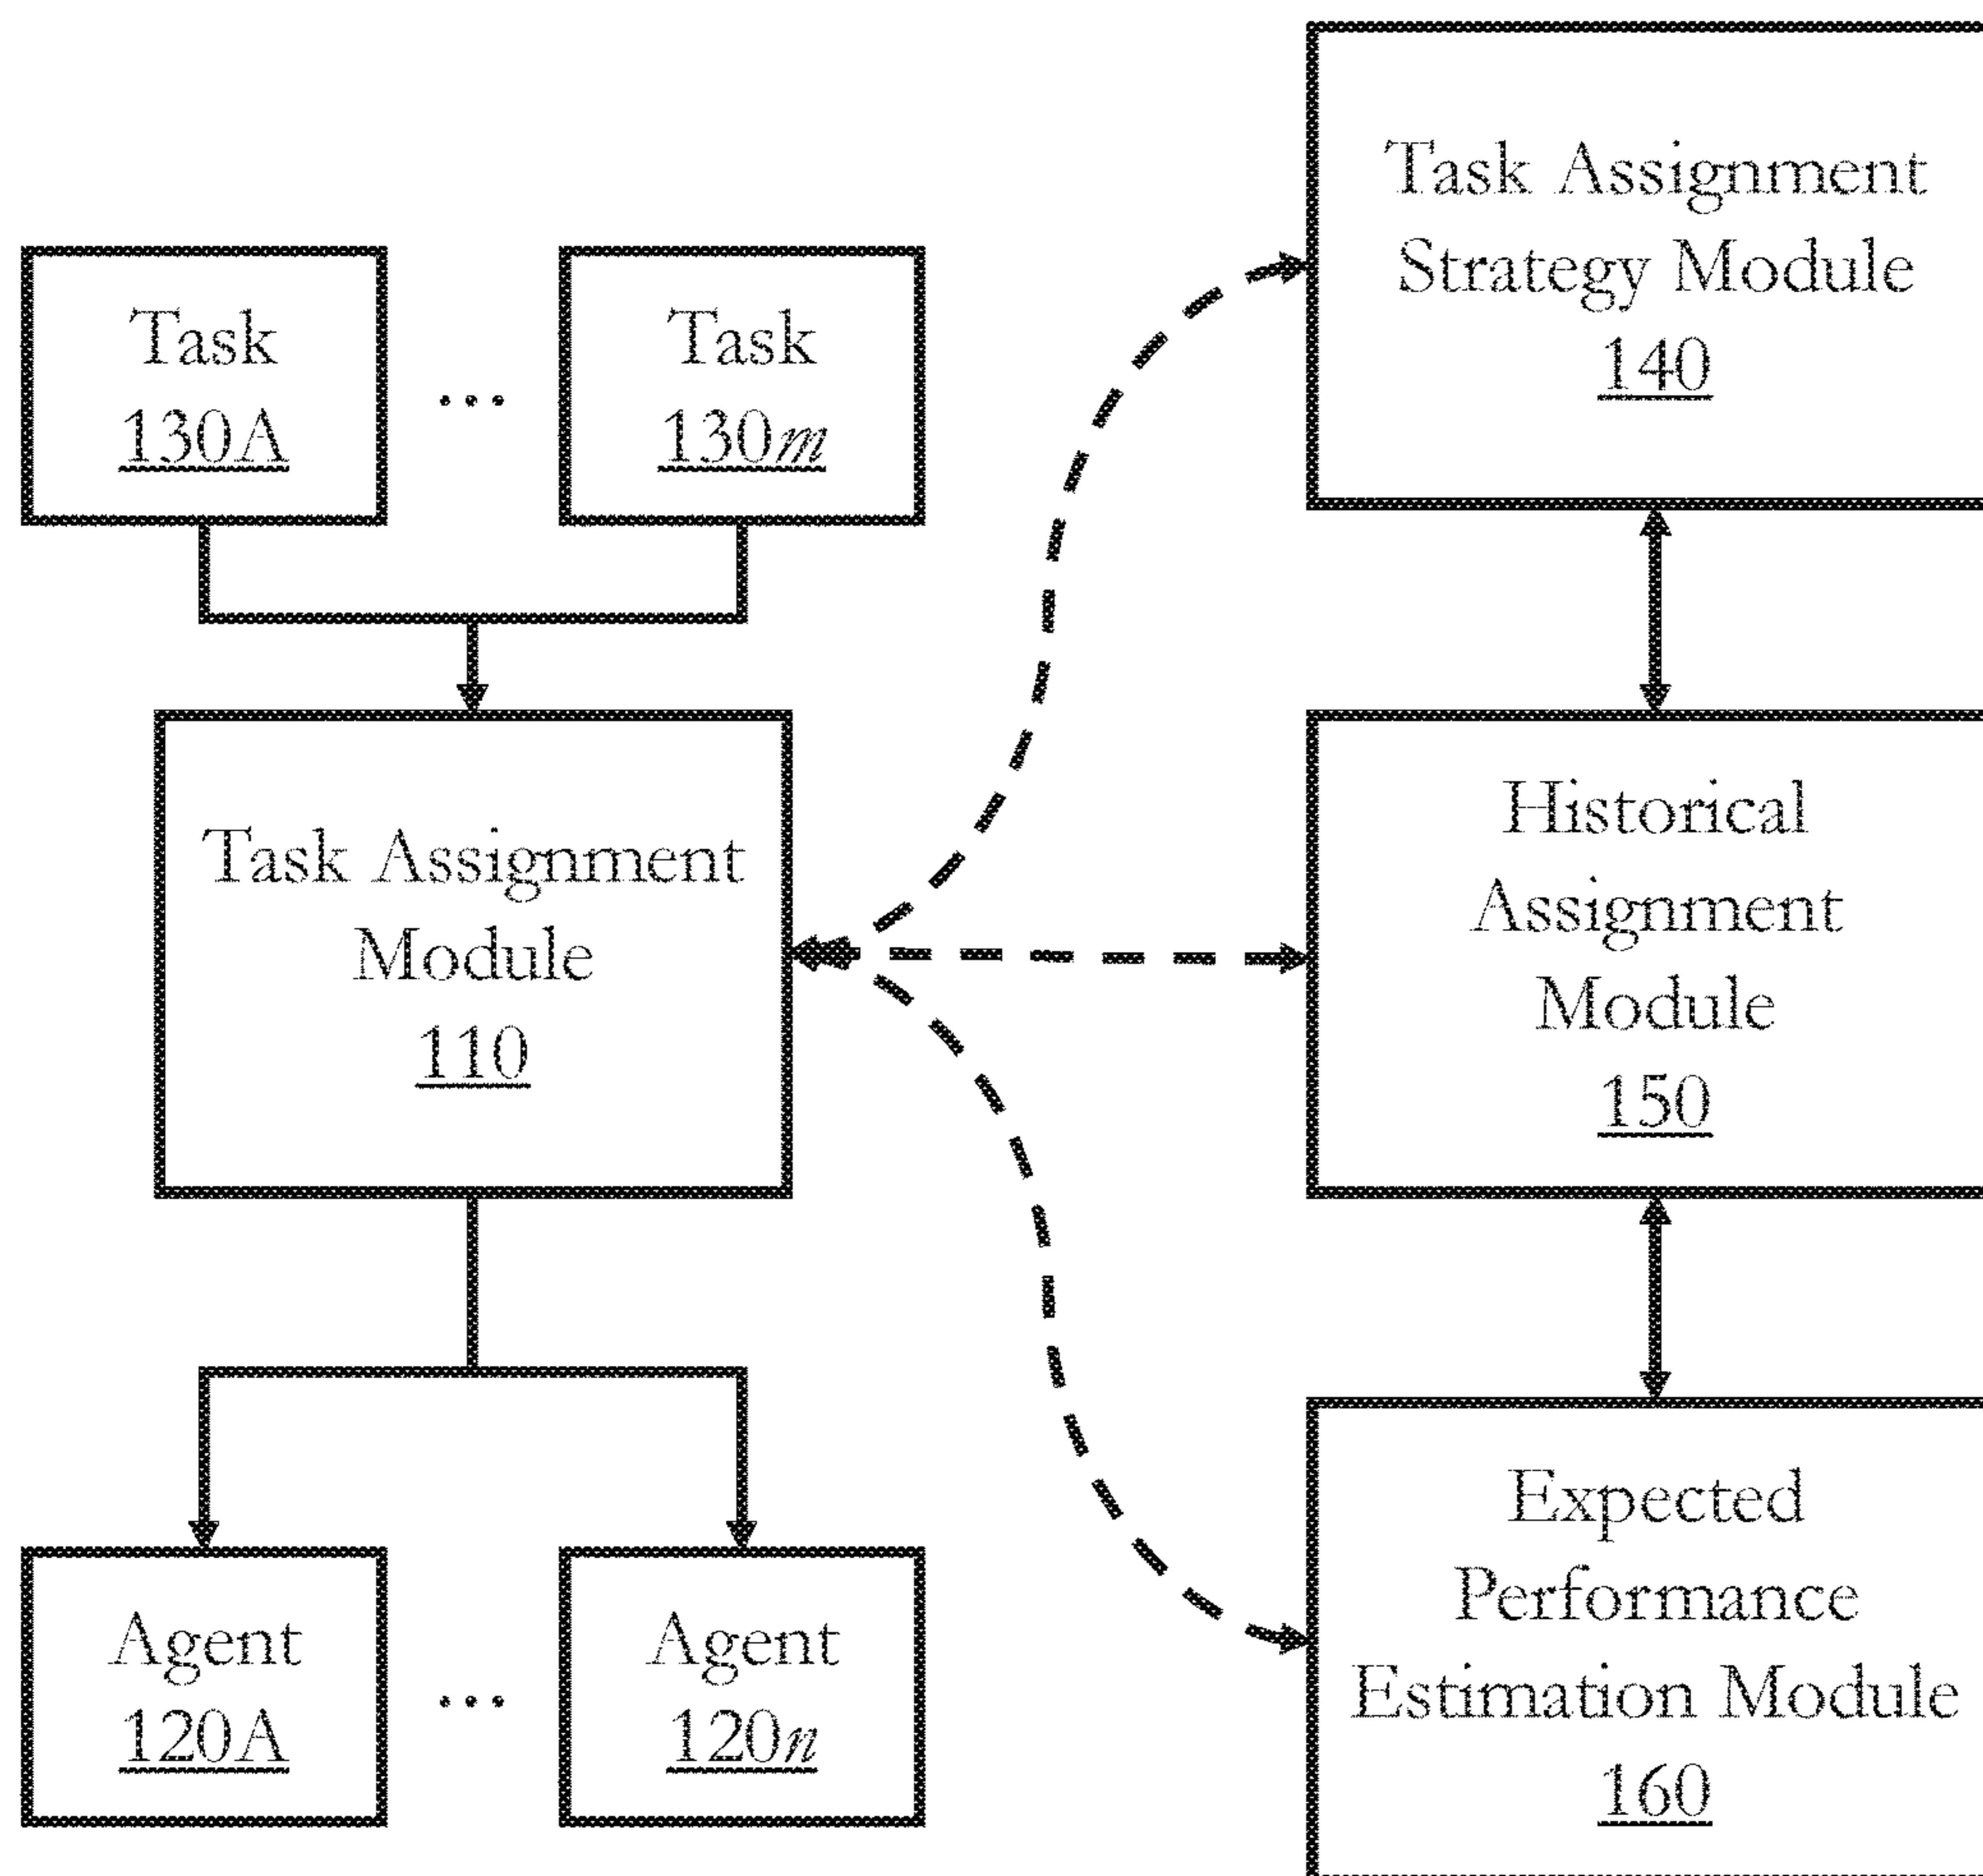 Task Assignment
Strategy Module
140
Task
130A
...
Task
130m
Task Assignment
Module
110
Historical
Assignment
Module
150
Agent
120A
...
Agent
120n
Expected
Performance
Estimation Module
160